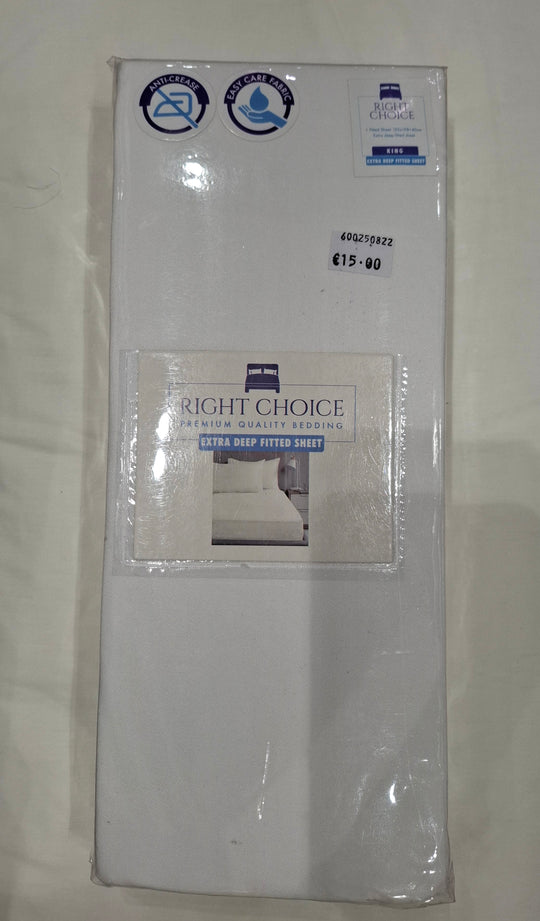 ANTI-CREASE
EASY CARE FABRIC
RIGHT
CHOICE
KING
EXTRA DEEP FITTED SHEET
600250822
€15.00
RIGHT CHOICE
PREMIUM QUALITY BEDDING
EXTRA DEEP FITTED SHEET